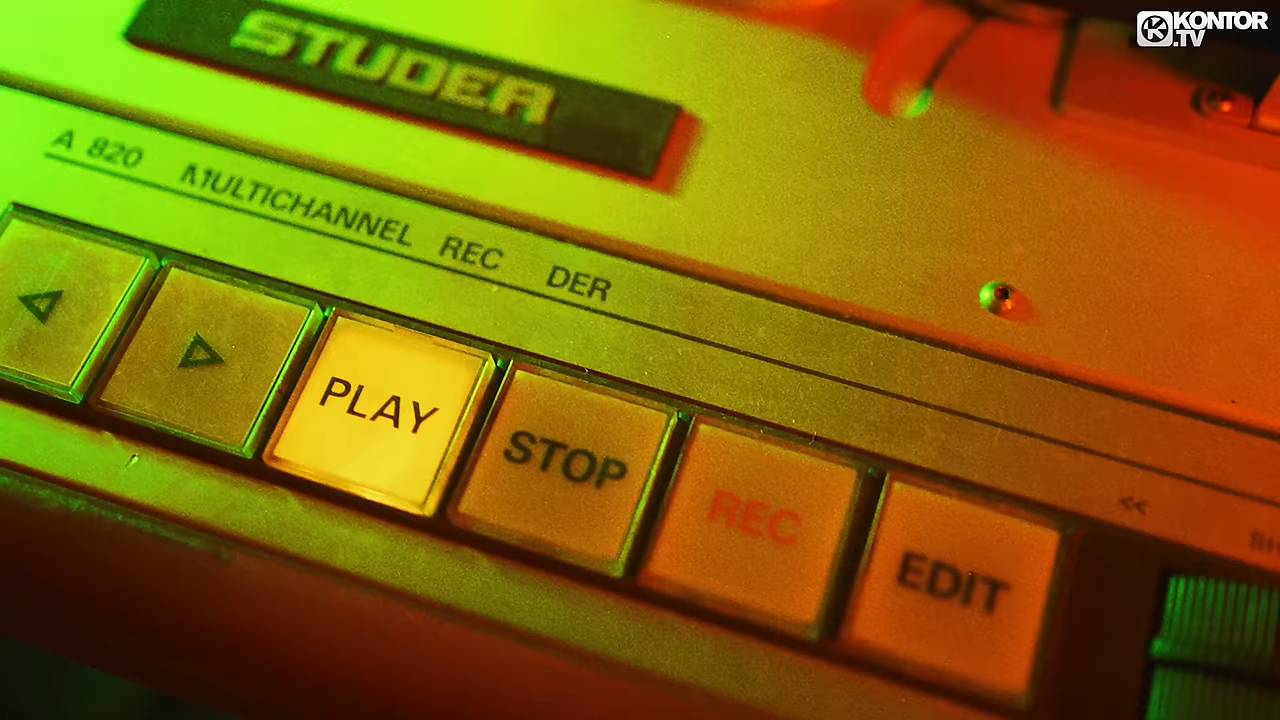 KONTOR
.TV
STUDER
A 820 MULTICHANNEL REC DER
PLAY
STOP
REC
EDIT
<<